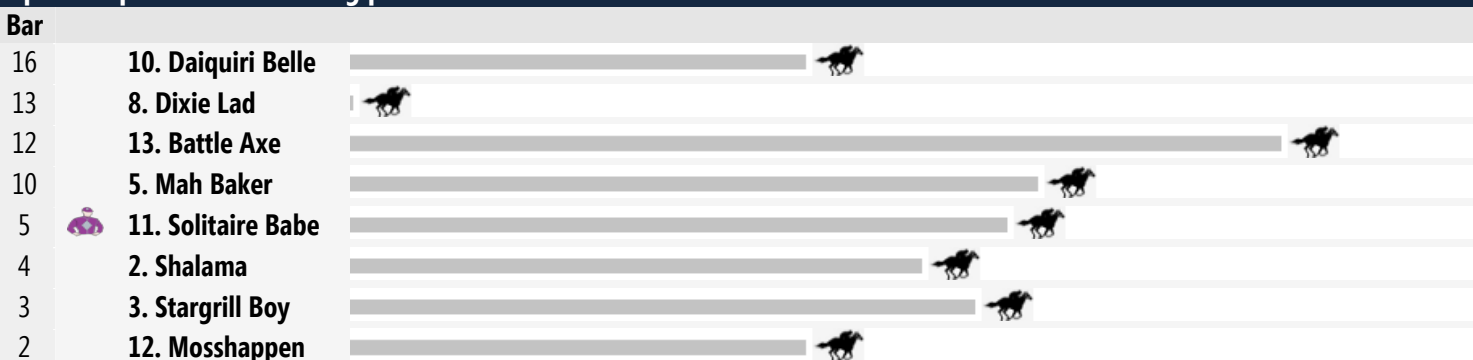 Bar
16 10. Daiquiri Belle
13 8. Dixie Lad
12 13. Battle Axe
10 5. Mah Baker
5 11. Solitaire Babe
4 2. Shalama
3 3. Stargrill Boy
2 12. Mosshappen